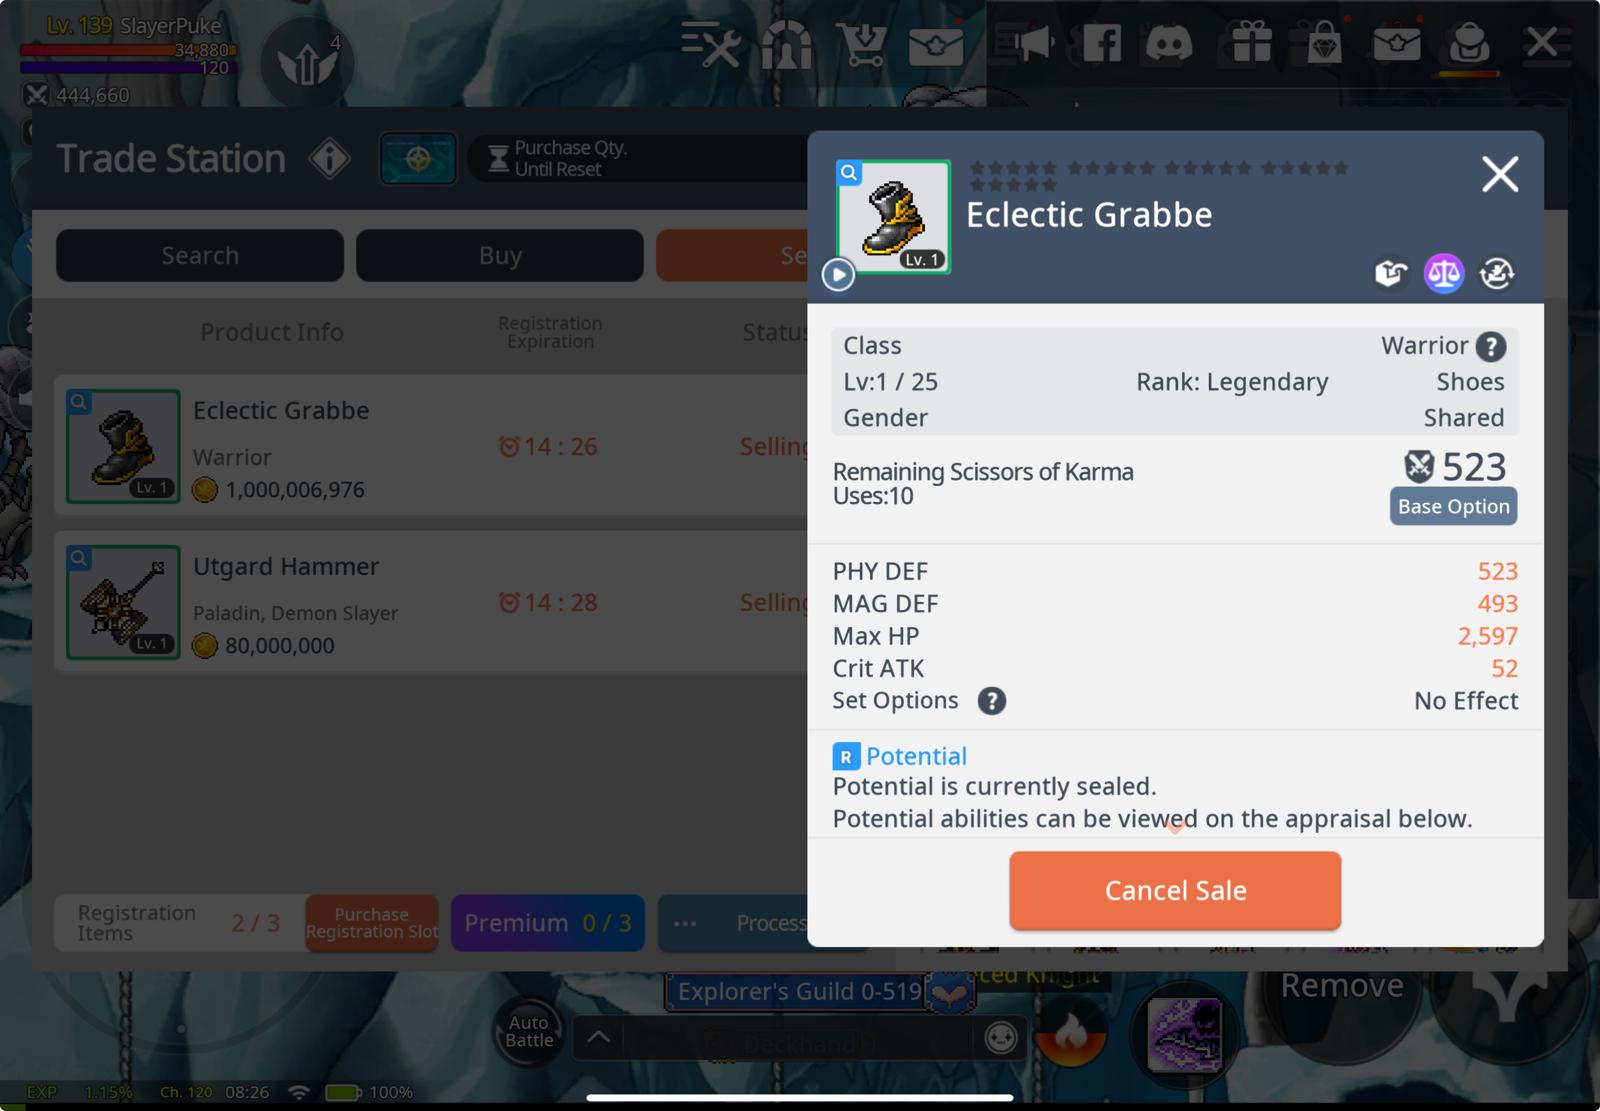 Lv. 139 SlayerPuke
34,880
120
4
444,660
Trade Station
Purchase Qty.
Until Reset
Search
Buy
Se
Product Info
Registration
Expiration
Status
Eclectic Grabbe
Warrior
Lv. 1
1,000,006,976
14 : 26
Selling
Utgard Hammer
Paladin, Demon Slayer
Lv. 1
80,000,000
14 : 28
Selling
Registration
Items
2 / 3
Purchase
Registration Slot
Premium 0 / 3
... Process
Eclectic Grabbe
Lv. 1
Class
Warrior ?
Lv:1 / 25
Rank: Legendary
Shoes
Gender
Shared
Remaining Scissors of Karma
Uses:10
523
Base Option
PHY DEF 523
MAG DEF 493
Max HP 2,597
Crit ATK 52
Set Options ? No Effect
R Potential
Potential is currently sealed.
Potential abilities can be viewed on the appraisal below.
Cancel Sale
Explorer's Guild 0-519
ced Knight
Remove
Auto
Battle
Deckhand
EXP 1.15% Ch. 120 08:26 100%